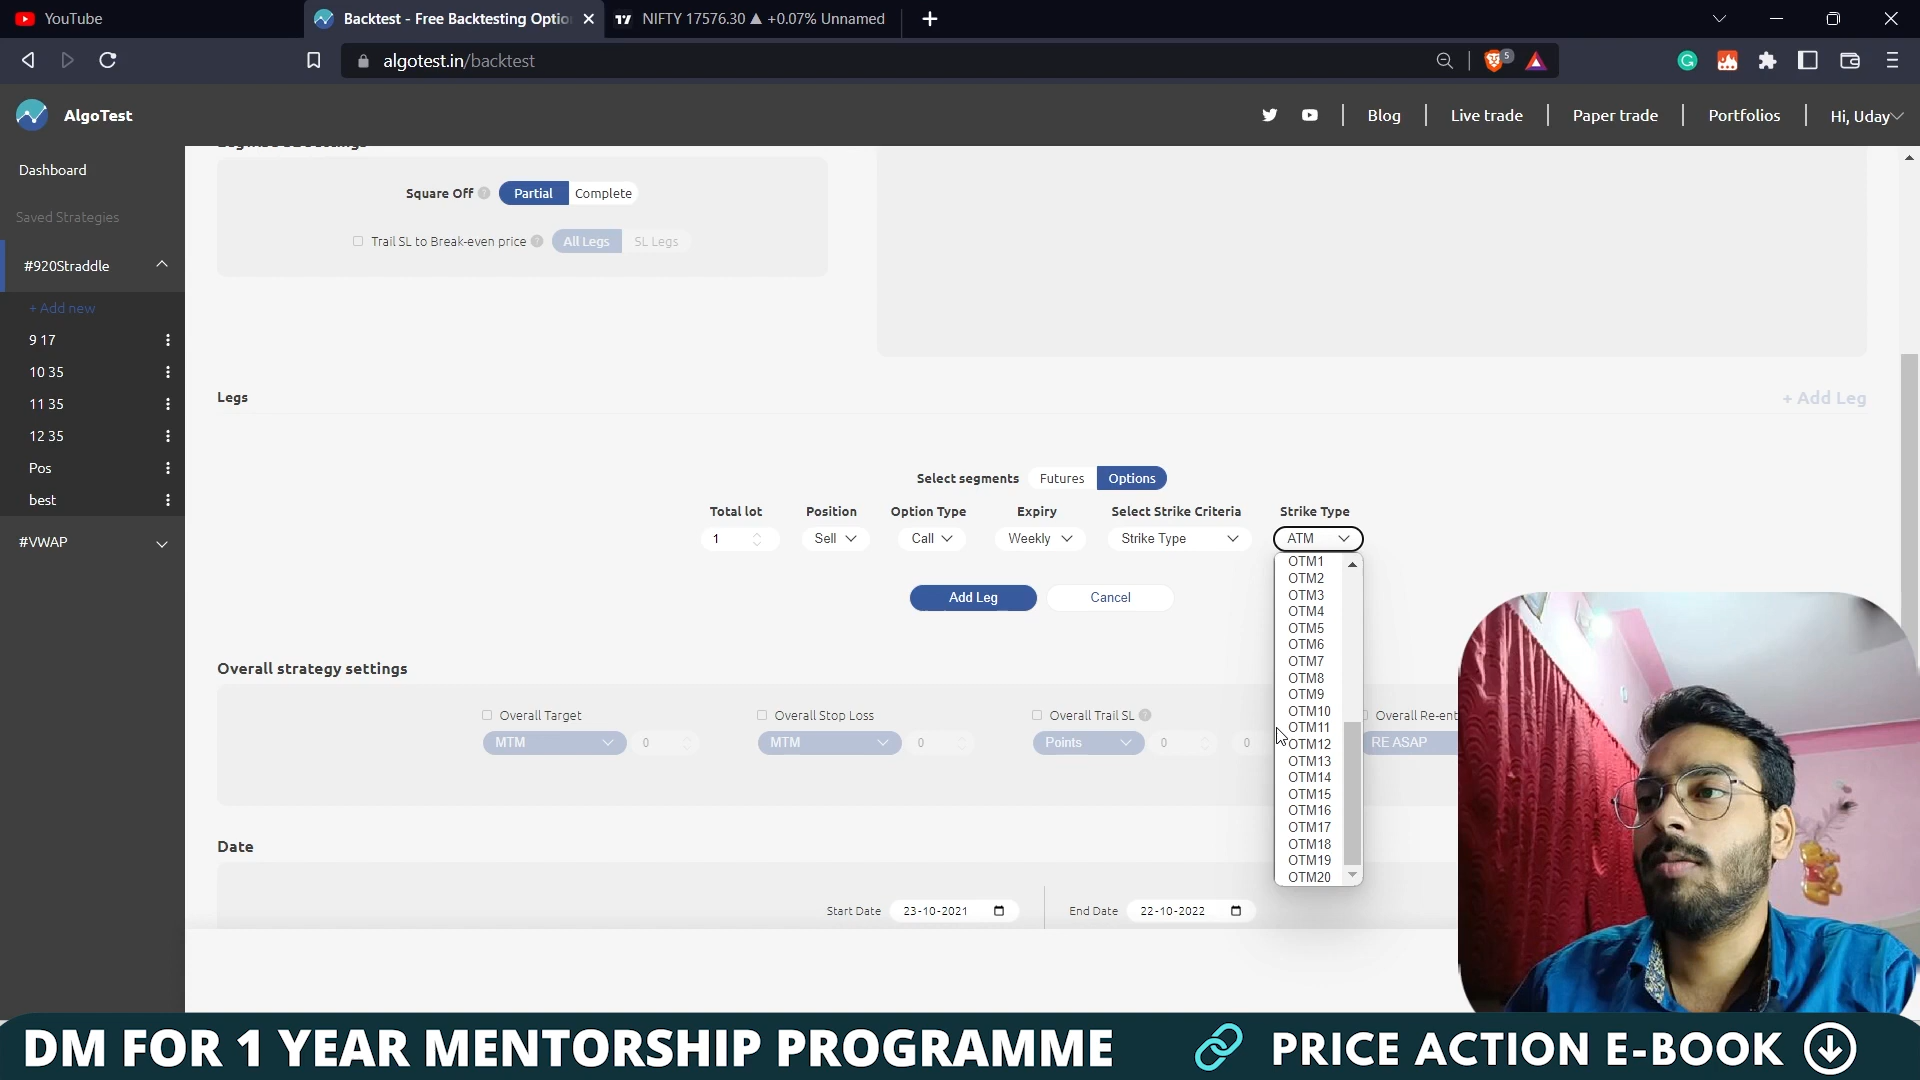 YouTube
Backtest - Free Backtesting Optio
NIFTY 17576.30 ▲ +0.07% Unnamed
algotest.in/backtest
5
AlgoTest
Blog
Live trade
Paper trade
Portfolios
Hi, Uday
Dashboard
Saved Strategies
#920Straddle
+ Add new
9 17
10 35
11 35
12 35
Pos
best
#VWAP
Square Off
Partial
Complete
Trail SL to Break-even price
All Legs
SL Legs
Legs
+ Add Leg
Select segments
Futures
Options
Total lot
Position
Option Type
Expiry
Select Strike Criteria
Strike Type
1
Sell
Call
Weekly
Strike Type
ATM
OTM1
OTM2
OTM3
OTM4
OTM5
OTM6
OTM7
OTM8
OTM9
OTM10
OTM11
OTM12
OTM13
OTM14
OTM15
OTM16
OTM17
OTM18
OTM19
OTM20
Add Leg
Cancel
Overall strategy settings
Overall Target
Overall Stop Loss
Overall Trail SL
Overall Re-ent
MTM
0
MTM
0
Points
0
0
RE ASAP
Date
Start Date
23-10-2021
End Date
22-10-2022
DM FOR 1 YEAR MENTORSHIP PROGRAMME
PRICE ACTION E-BOOK